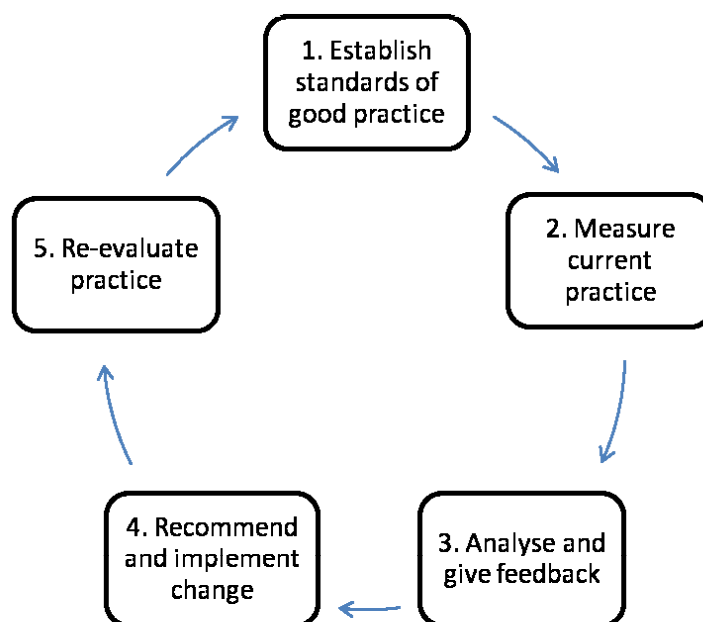 1. Establish
standards of
good practice
2. Measure
current
practice
3. Analyse and
give feedback
4. Recommend
and implement
change
5. Re-evaluate
practice